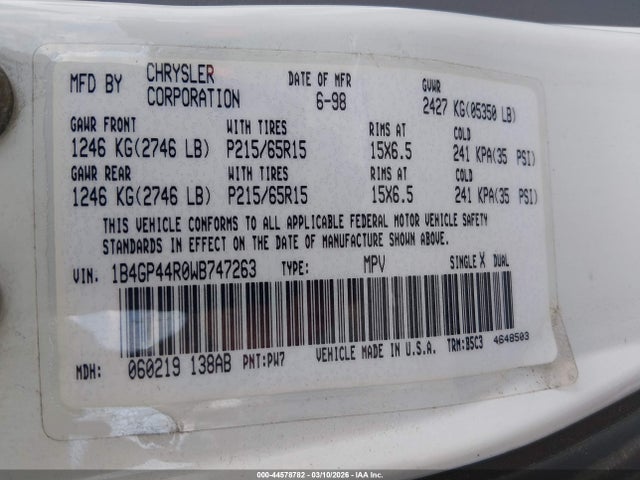 MFD BY CHRYSLER CORPORATION DATE OF MFR 6-98 GVWR 2427 KG(05350 LB)
GAWR FRONT WITH TIRES RIMS AT COLD
1246 KG(2746 LB) P215/65R15 15X6.5 241 KPA(35 PSI)
GAWR REAR WITH TIRES RIMS AT COLD
1246 KG(2746 LB) P215/65R15 15X6.5 241 KPA(35 PSI)
THIS VEHICLE CONFORMS TO ALL APPLICABLE FEDERAL MOTOR VEHICLE SAFETY
STANDARDS IN EFFECT ON THE DATE OF MANUFACTURE SHOWN ABOVE.
VIN: 1B4GP44R0WB747263 TYPE: MPV SINGLE X DUAL
MDH: 060219 138AB PNT:PW7 VEHICLE MADE IN U.S.A. TRM:B5C3 4648503
000-44578782 - 03/10/2026 - IAA, Inc.